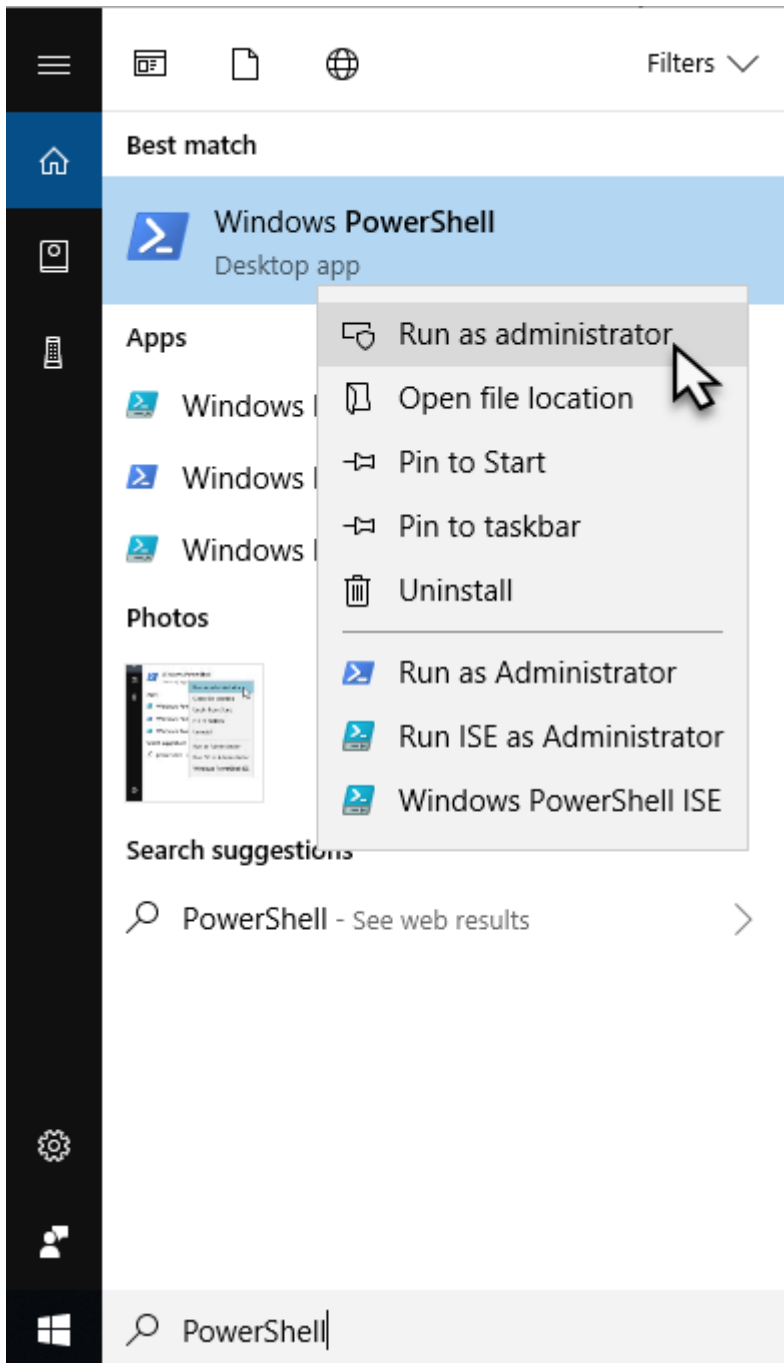 Filters
Best match
Windows PowerShell
Desktop app
Apps
Run as administrator
Windows
Open file location
Windows
Pin to Start
Windows
Pin to taskbar
Uninstall
Photos
Run as Administrator
Run ISE as Administrator
Windows PowerShell ISE
Search suggestions
PowerShell - See web results
PowerShell